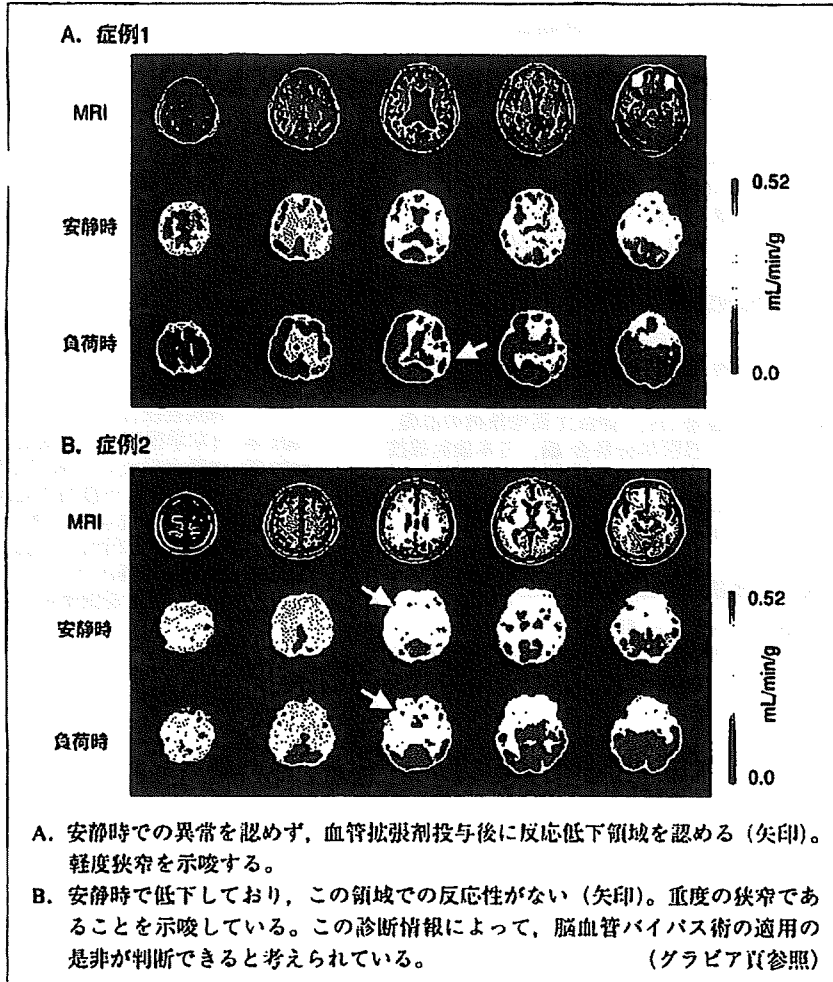 A. 症例1
MRI
安静時
負荷時
0.52
mL/min/g
0.0
B. 症例2
MRI
安静時
負荷時
0.52
mL/min/g
0.0
A. 安静時での異常を認めず，血管拡張剤投与後に反応低下領域を認める（矢印）。
軽度狭窄を示唆する。
B. 安静時で低下しており，この領域での反応性がない（矢印）。重度の狭窄であ
ることを示唆している。この診断情報によって，脳血管バイパス術の適用の
是非が判断できると考えられている。
（グラビア頁参照）